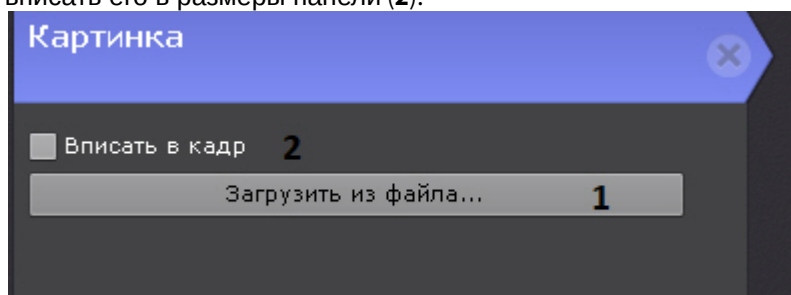 вписать его в размеры панели (2).
Картинка
Вписать в кадр 2
Загрузить из файла... 1